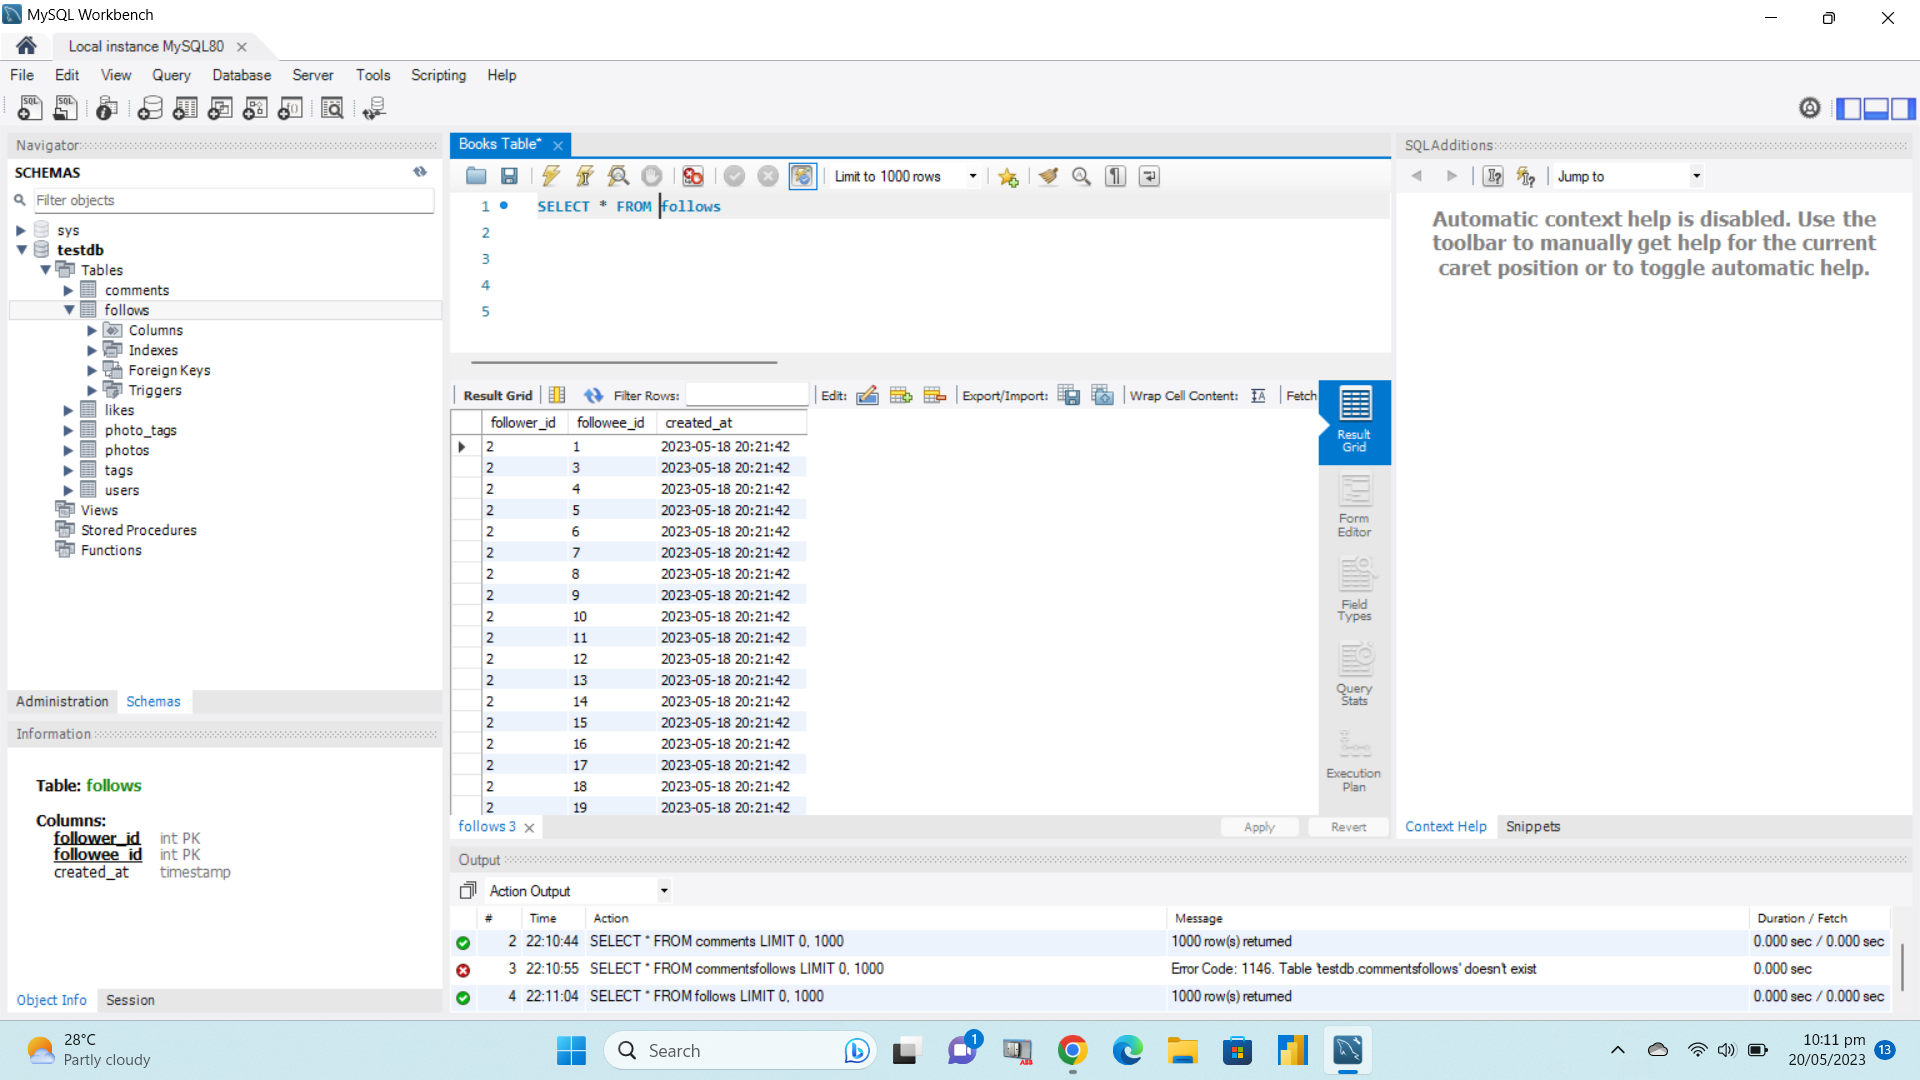 MySQL Workbench
Local instance MySQL80
File Edit View Query Database Server Tools Scripting Help
Navigator
SCHEMAS
Filter objects
sys
testdb
Tables
comments
follows
Columns
Indexes
Foreign Keys
Triggers
likes
photo_tags
photos
tags
users
Views
Stored Procedures
Functions
Administration Schemas
Information
Table: follows
Columns:
follower_id int PK
followee_id int PK
created_at timestamp
Object Info Session
Books Table*
Limit to 1000 rows
1 SELECT * FROM follows
2
3
4
5
Result Grid Filter Rows: Edit: Export/Import: Wrap Cell Content: Fetch
follower_id followee_id created_at
2 1 2023-05-18 20:21:42
2 3 2023-05-18 20:21:42
2 4 2023-05-18 20:21:42
2 5 2023-05-18 20:21:42
2 6 2023-05-18 20:21:42
2 7 2023-05-18 20:21:42
2 8 2023-05-18 20:21:42
2 9 2023-05-18 20:21:42
2 10 2023-05-18 20:21:42
2 11 2023-05-18 20:21:42
2 12 2023-05-18 20:21:42
2 13 2023-05-18 20:21:42
2 14 2023-05-18 20:21:42
2 15 2023-05-18 20:21:42
2 16 2023-05-18 20:21:42
2 17 2023-05-18 20:21:42
2 18 2023-05-18 20:21:42
2 19 2023-05-18 20:21:42
Result
Grid
Form
Editor
Field
Types
Query
Stats
Execution
Plan
follows 3 Apply Revert
SQLAdditions
Jump to
Automatic context help is disabled. Use the
toolbar to manually get help for the current
caret position or to toggle automatic help.
Context Help Snippets
Output
Action Output
# Time Action Message Duration / Fetch
2 22:10:44 SELECT * FROM comments LIMIT 0, 1000 1000 row(s) returned 0.000 sec / 0.000 sec
3 22:10:55 SELECT * FROM commentsfollows LIMIT 0, 1000 Error Code: 1146. Table 'testdb.commentsfollows' doesn't exist 0.000 sec
4 22:11:04 SELECT * FROM follows LIMIT 0, 1000 1000 row(s) returned 0.000 sec / 0.000 sec
28°C
Partly cloudy
Search
1
ABB
10:11 pm
20/05/2023
13